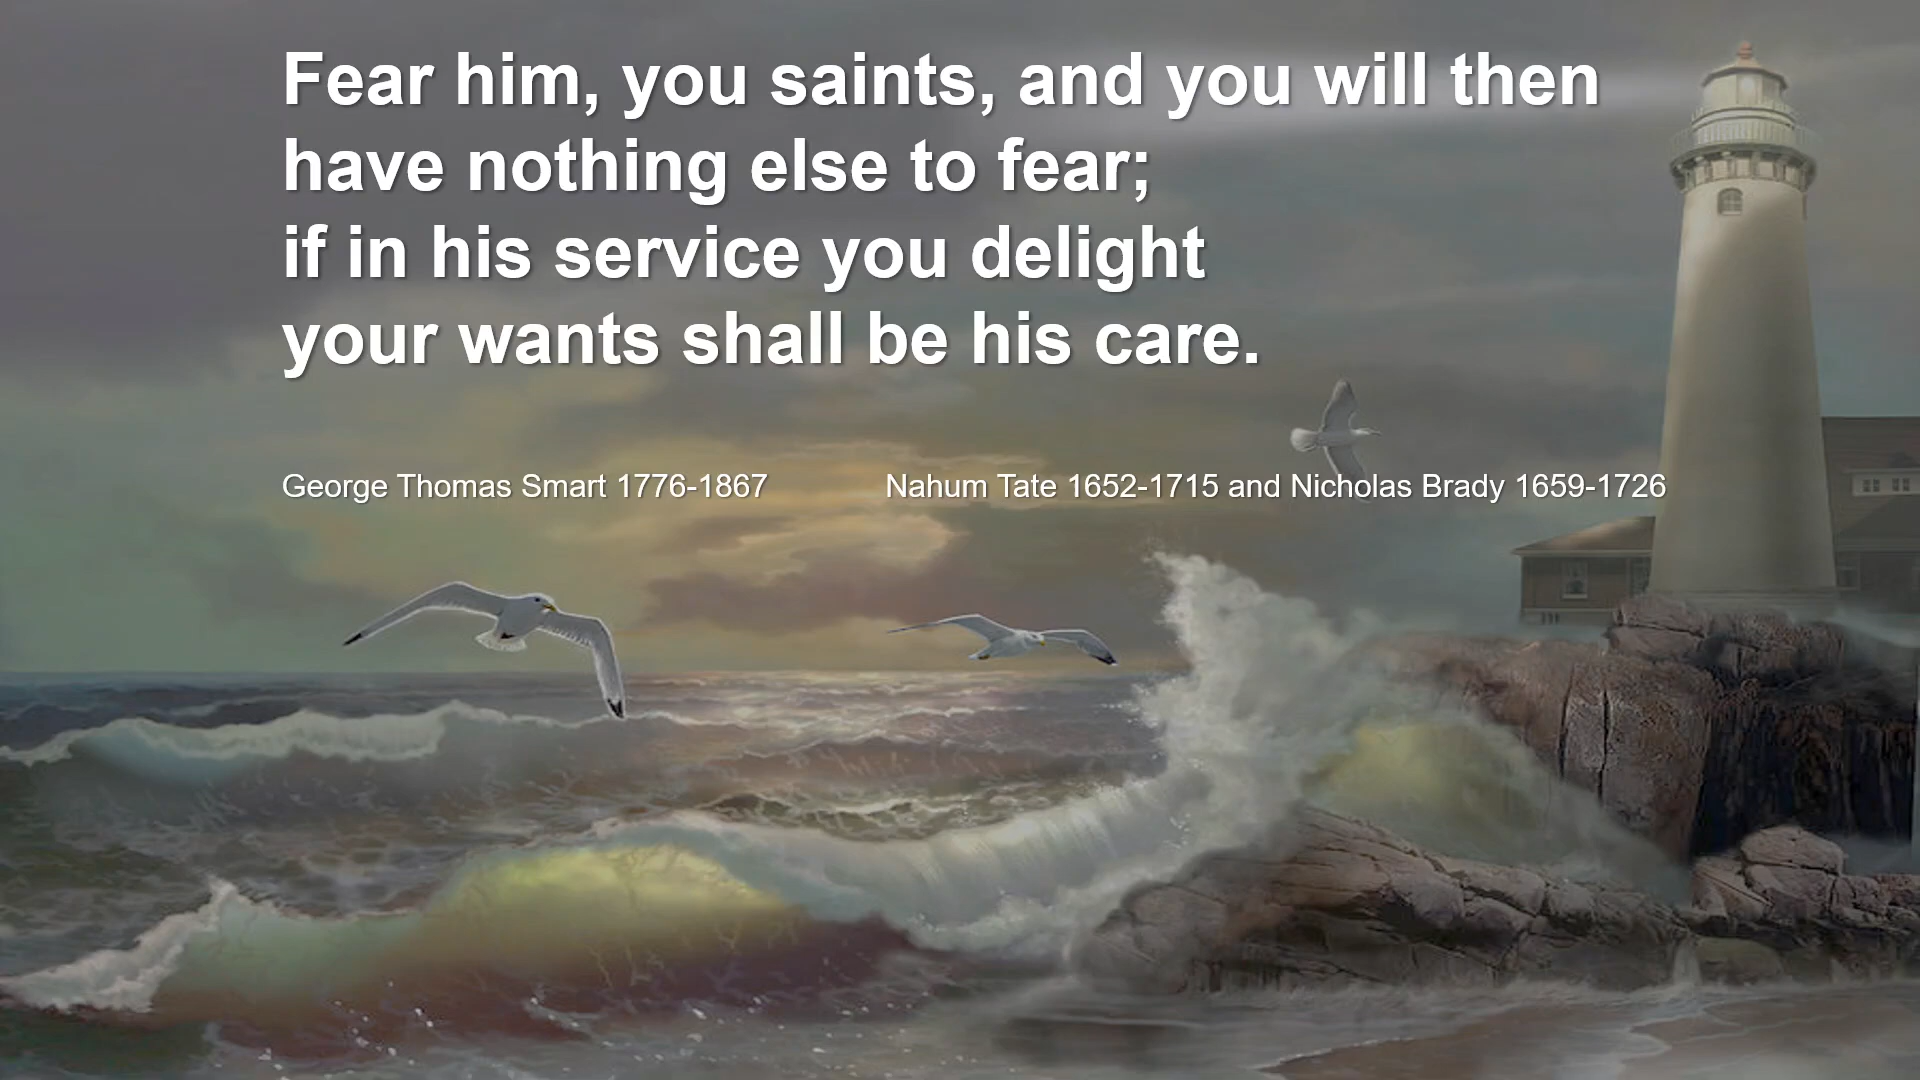 Fear him, you saints, and you will then
have nothing else to fear;
if in his service you delight
your wants shall be his care.
George Thomas Smart 1776-1867 Nahum Tate 1652-1715 and Nicholas Brady 1659-1726